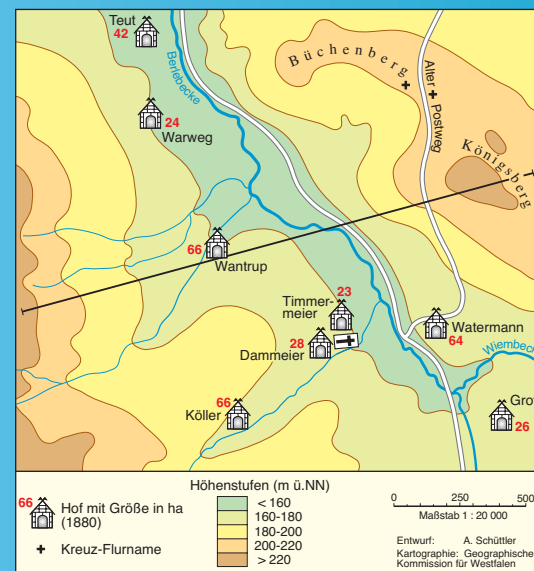 Teut
42
Berlebecke
24
Warweg
Büchenberg
Alter
Postweg
Königsberg
66
Wantrup
23
Timmer-
meier
28
Dammeier
Watermann
64
66
Köller
26
Höhenstufen (m ü.NN)
66
Hof mit Größe in ha
(1880)
Kreuz-Flurname
< 160
160-180
180-200
200-220
> 220
0 250 500
Maßstab 1 : 20 000
Entwurf: A. Schüttler
Kartographie: Geographische
Kommission für Westfalen